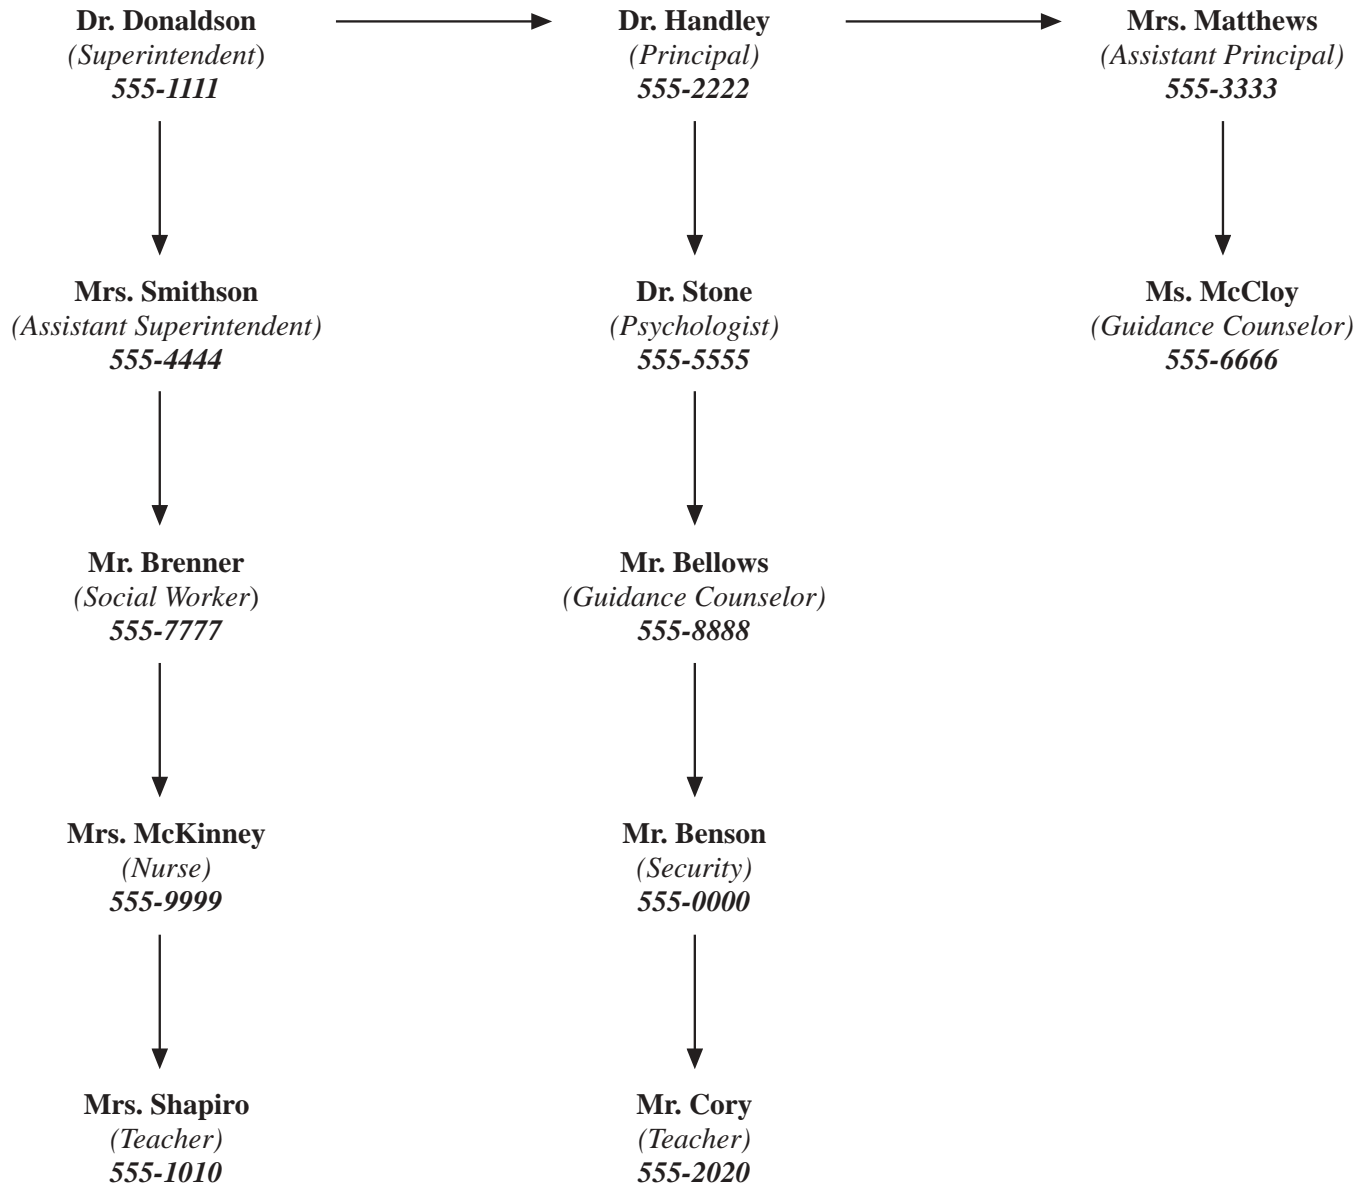 Dr. Donaldson
(Superintendent)
555-1111
Dr. Handley
(Principal)
555-2222
Mrs. Matthews
(Assistant Principal)
555-3333
Mrs. Smithson
(Assistant Superintendent)
555-4444
Dr. Stone
(Psychologist)
555-5555
Ms. McCloy
(Guidance Counselor)
555-6666
Mr. Brenner
(Social Worker)
555-7777
Mr. Bellows
(Guidance Counselor)
555-8888
Mrs. McKinney
(Nurse)
555-9999
Mr. Benson
(Security)
555-0000
Mrs. Shapiro
(Teacher)
555-1010
Mr. Cory
(Teacher)
555-2020